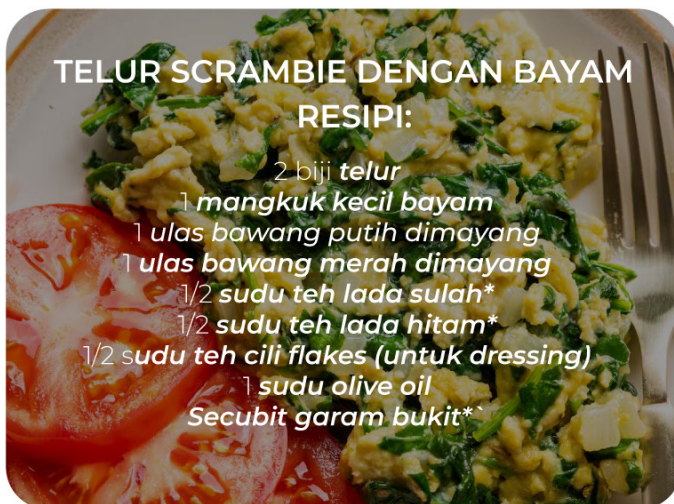 TELUR SCRAMBIE DENGAN BAYAM
RESIPI:
2 biji telur
1 mangkuk kecil bayam
1 ulas bawang putih dimayang
1 ulas bawang merah dimayang
1/2 sudu teh lada sulah*
1/2 sudu teh lada hitam*
1/2 sudu teh cili flakes (untuk dressing)
1 sudu olive oil
Secubit garam bukit*`